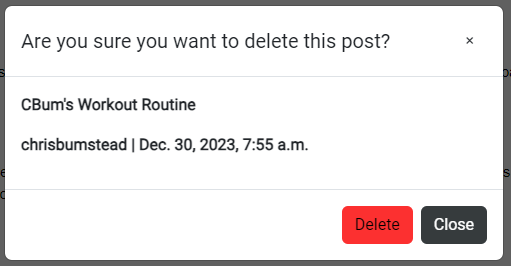 Are you sure you want to delete this post? ×
CBum's Workout Routine
chrisbumstead | Dec. 30, 2023, 7:55 a.m.
Delete Close